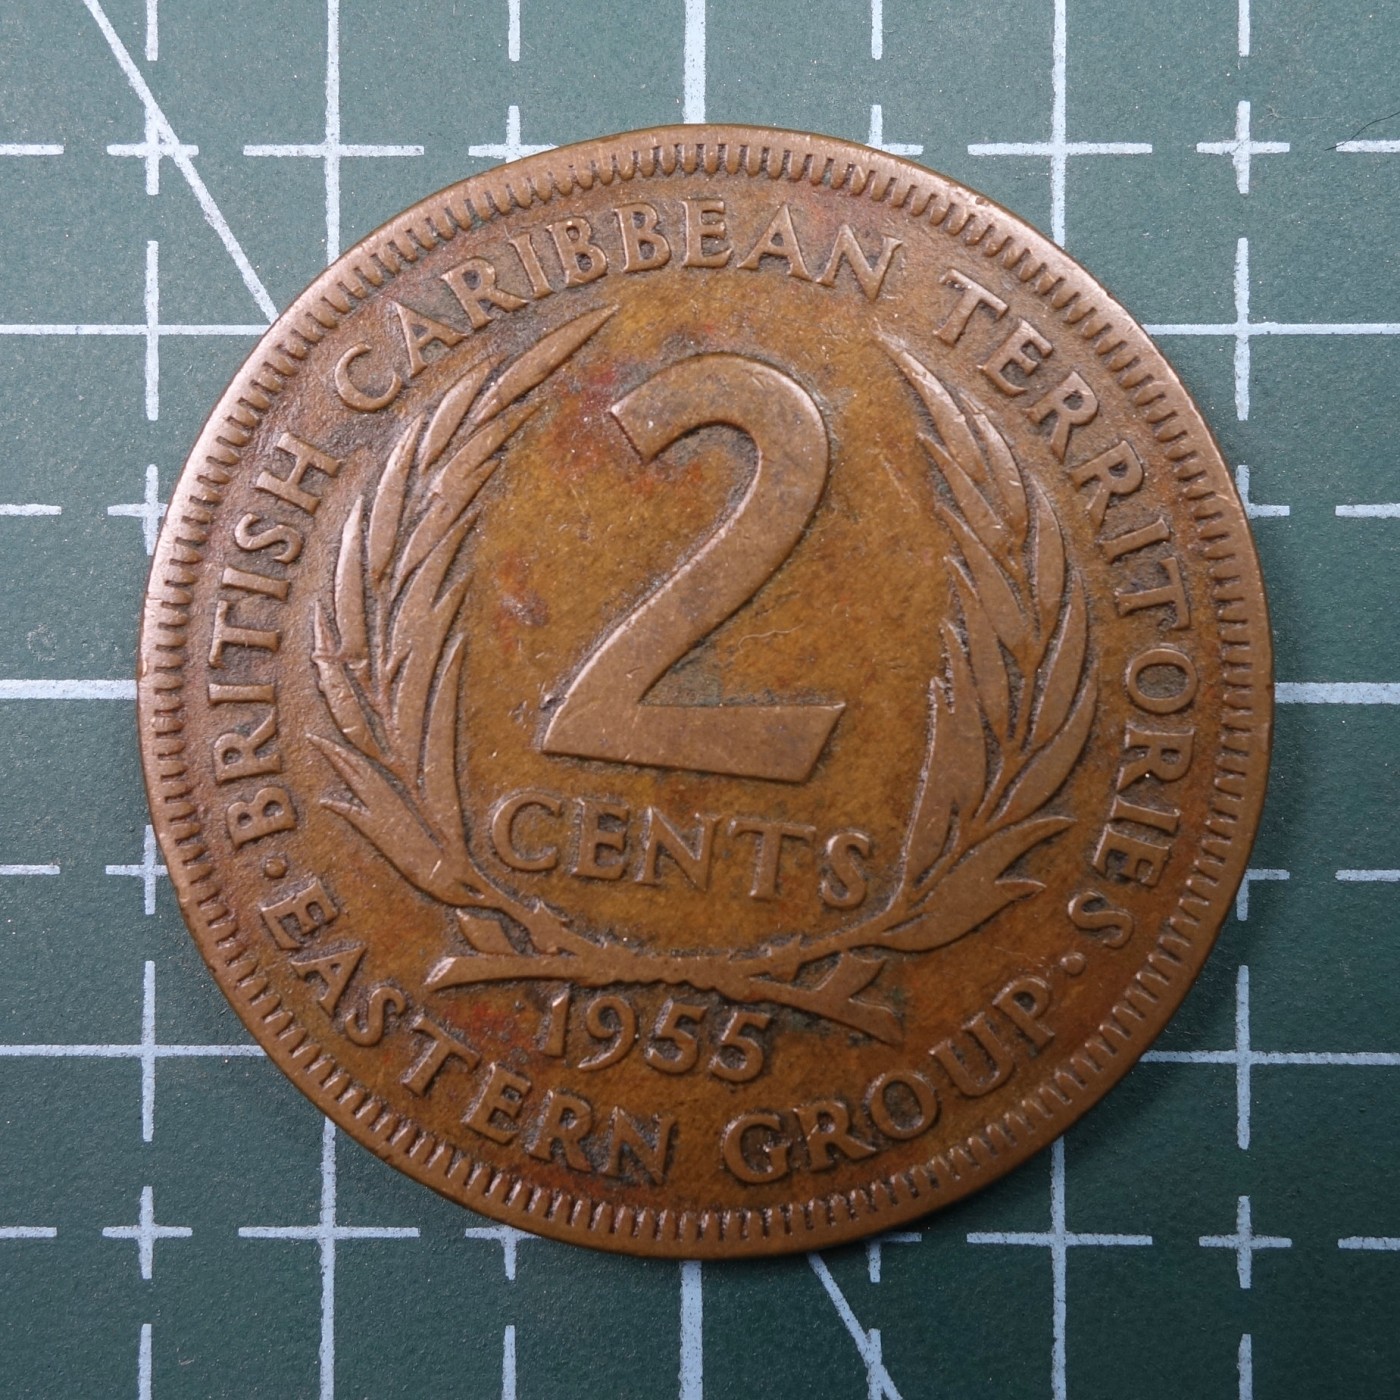 BRITISH CARIBBEAN TERRITORIES
2
CENTS
1955
· EASTERN GROUP ·